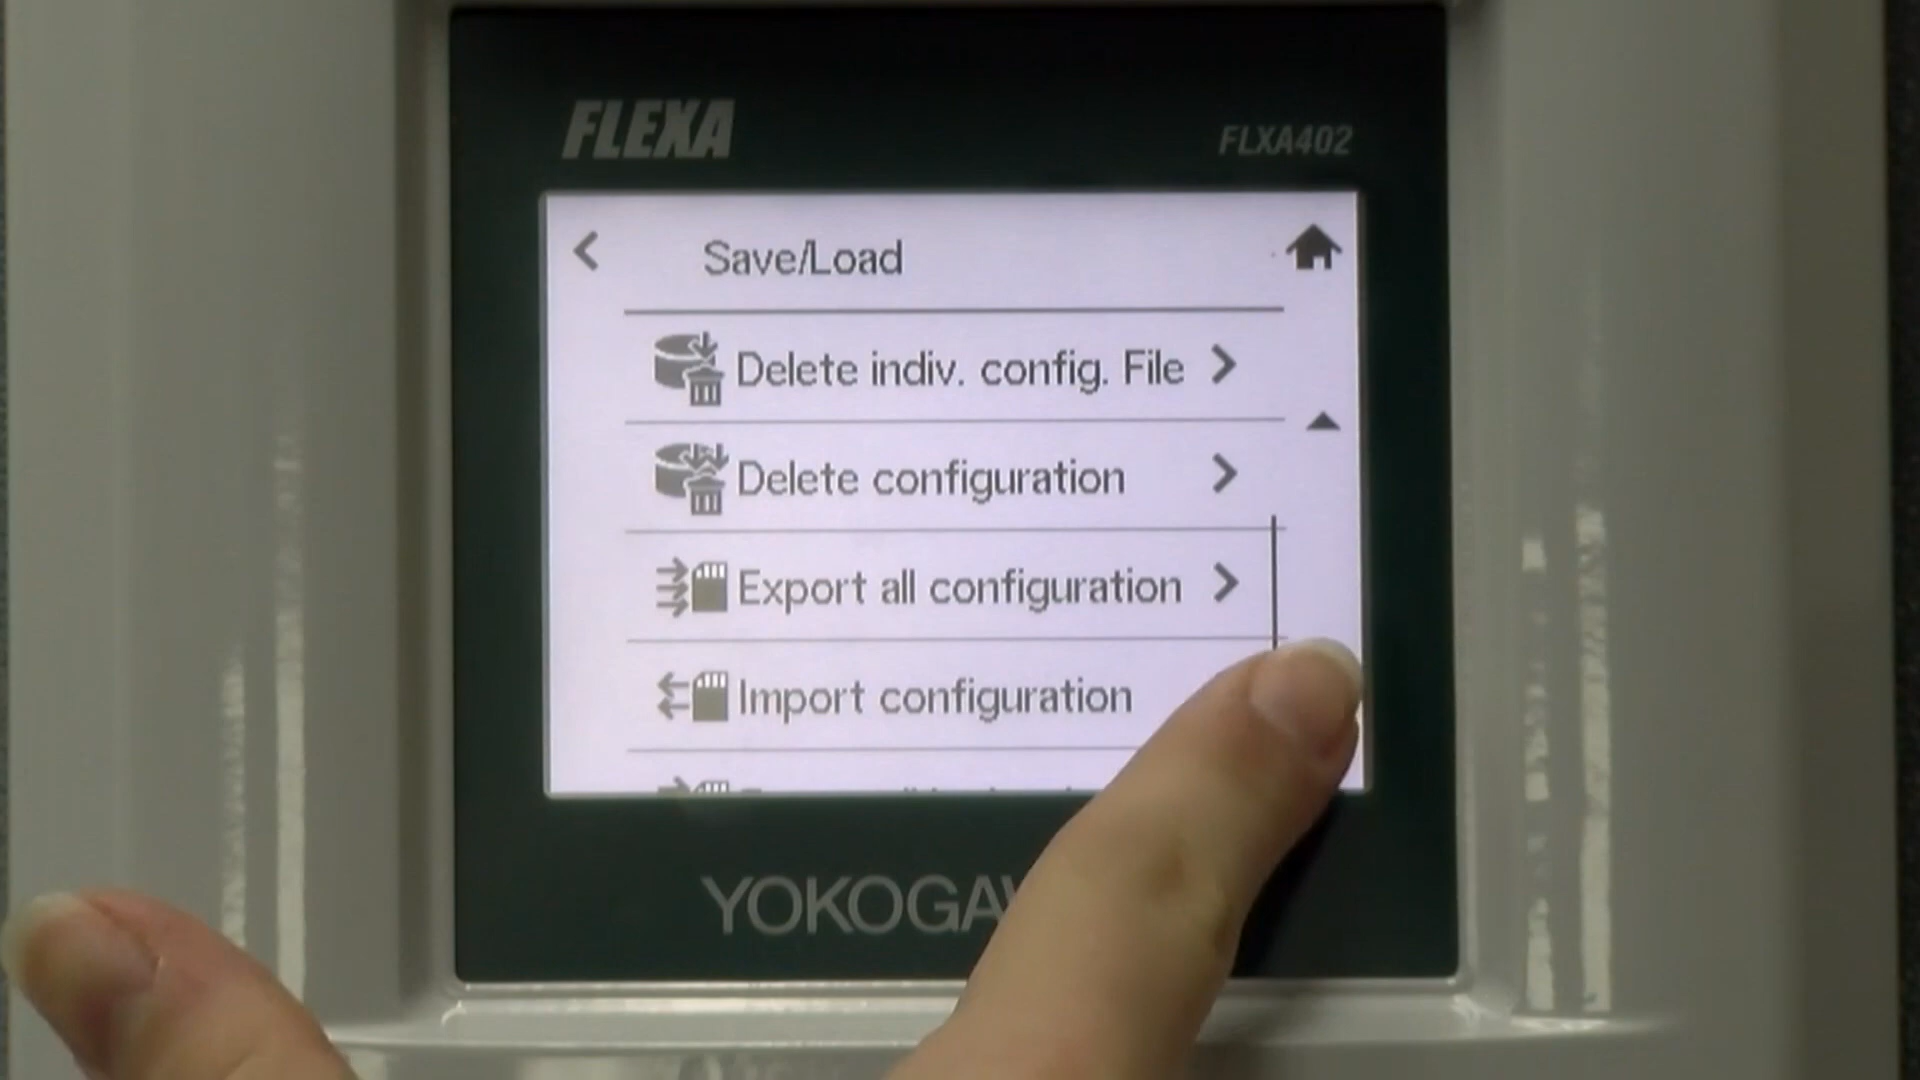 FLEXA
FLXA402
Save/Load
Delete indiv. config. File
Delete configuration
Export all configuration
Import configuration
YOKOGA